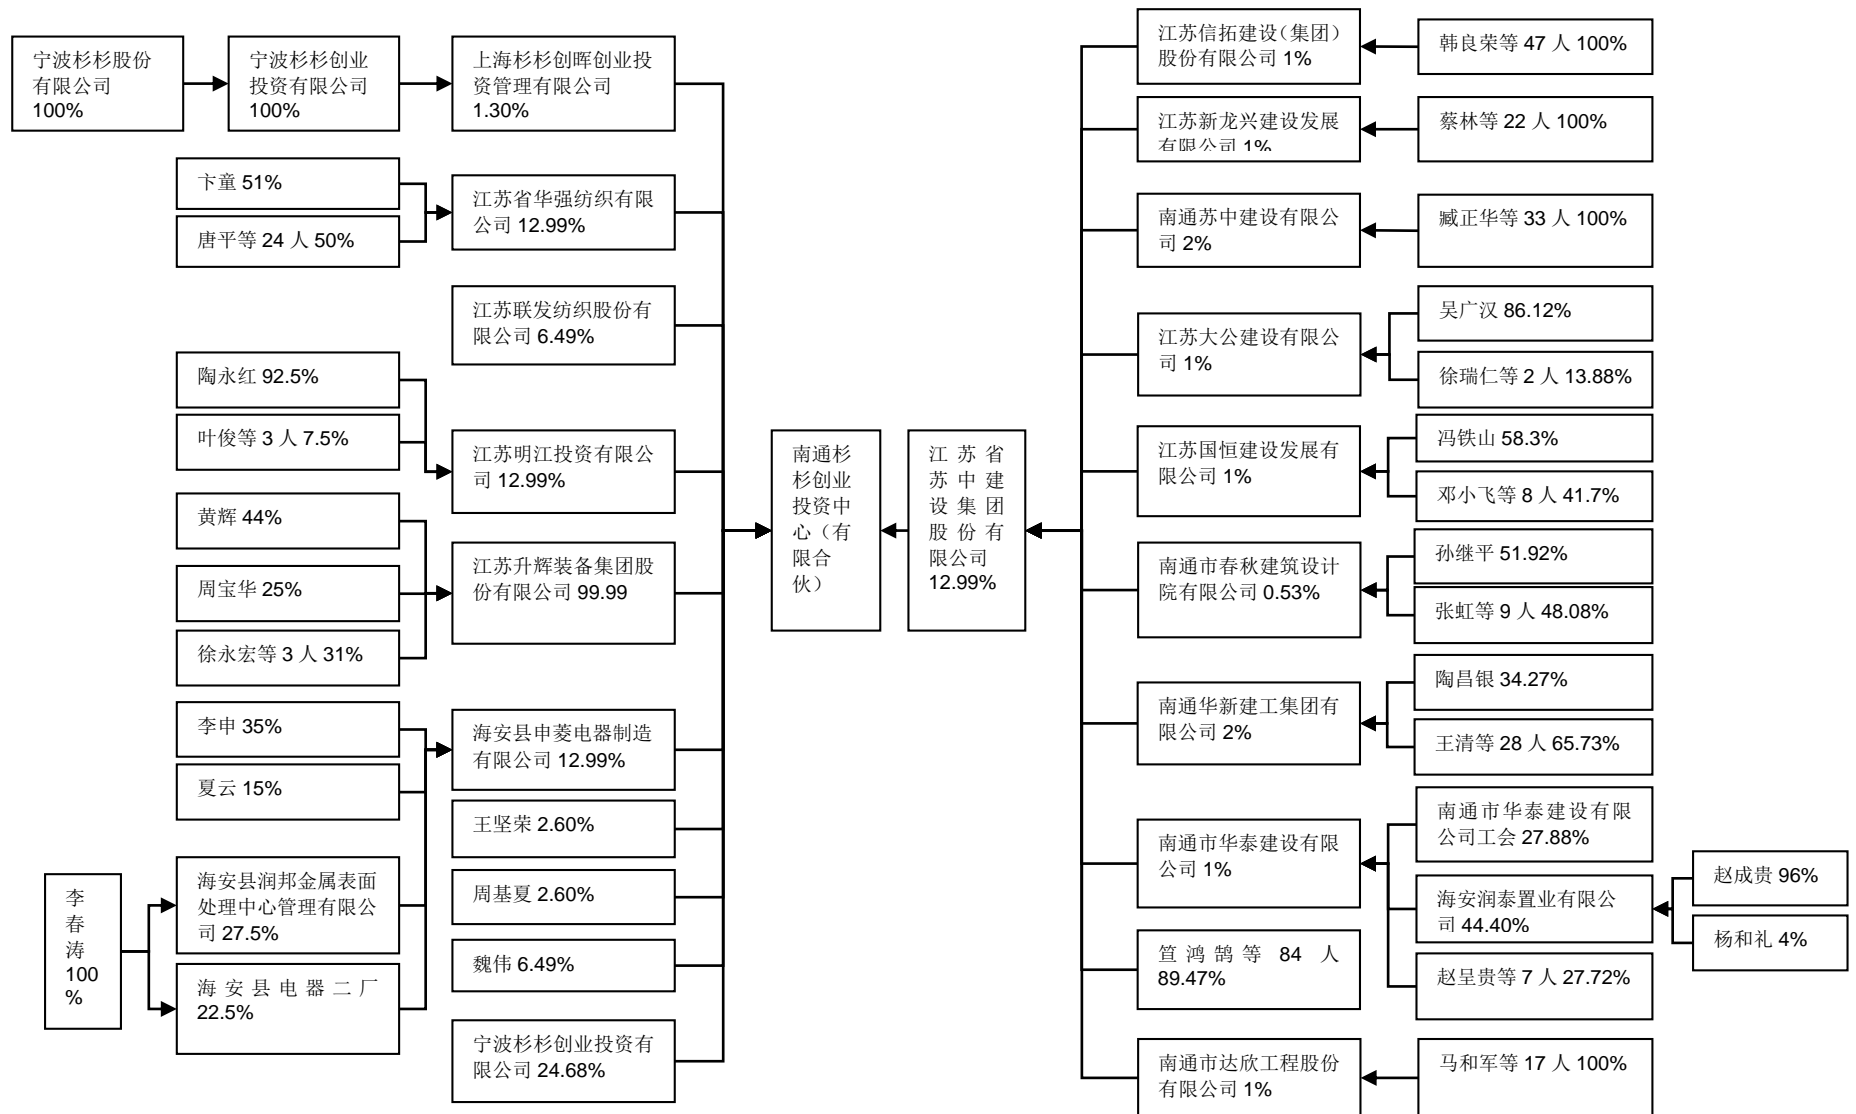 宁波杉杉股份
有限公司
100%
宁波杉杉创业
投资有限公司
100%
上海杉杉创晖创业投
资管理有限公司
1.30%
卞童 51%
唐平等 24 人 50%
江苏省华强纺织有限
公司 12.99%
江苏联发纺织股份有
限公司 6.49%
陶永红 92.5%
叶俊等 3 人 7.5%
江苏明江投资有限公
司 12.99%
黄辉 44%
周宝华 25%
徐永宏等 3 人 31%
江苏升辉装备集团股
份有限公司 99.99
李申 35%
夏云 15%
海安县申菱电器制造
有限公司 12.99%
李
春
涛
100
%
海安县润邦金属表面
处理中心管理有限公
司 27.5%
海安县电器二厂
22.5%
王坚荣 2.60%
周基夏 2.60%
魏伟 6.49%
宁波杉杉创业投资有
限公司 24.68%
南通杉
杉创业
投资中
心（有
限合
伙）
江苏省
苏中建
设集团
股份有
限公司
12.99%
江苏信拓建设（集团）
股份有限公司 1%
韩良荣等 47 人 100%
江苏新龙兴建设发展
有限公司 1%
蔡林等 22 人 100%
南通苏中建设有限公
司 2%
臧正华等 33 人 100%
江苏大公建设有限公
司 1%
吴广汉 86.12%
徐瑞仁等 2 人 13.88%
江苏国恒建设发展有
限公司 1%
冯铁山 58.3%
邓小飞等 8 人 41.7%
南通市春秋建筑设计
院有限公司 0.53%
孙继平 51.92%
张虹等 9 人 48.08%
南通华新建工集团有
限公司 2%
陶昌银 34.27%
王清等 28 人 65.73%
南通市华泰建设有限
公司 1%
南通市华泰建设有限
公司工会 27.88%
海安润泰置业有限公
司 44.40%
赵呈贵等 7 人 27.72%
赵成贵 96%
杨和礼 4%
笪鸿鹄等 84 人
89.47%
南通市达欣工程股份
有限公司 1%
马和军等 17 人 100%